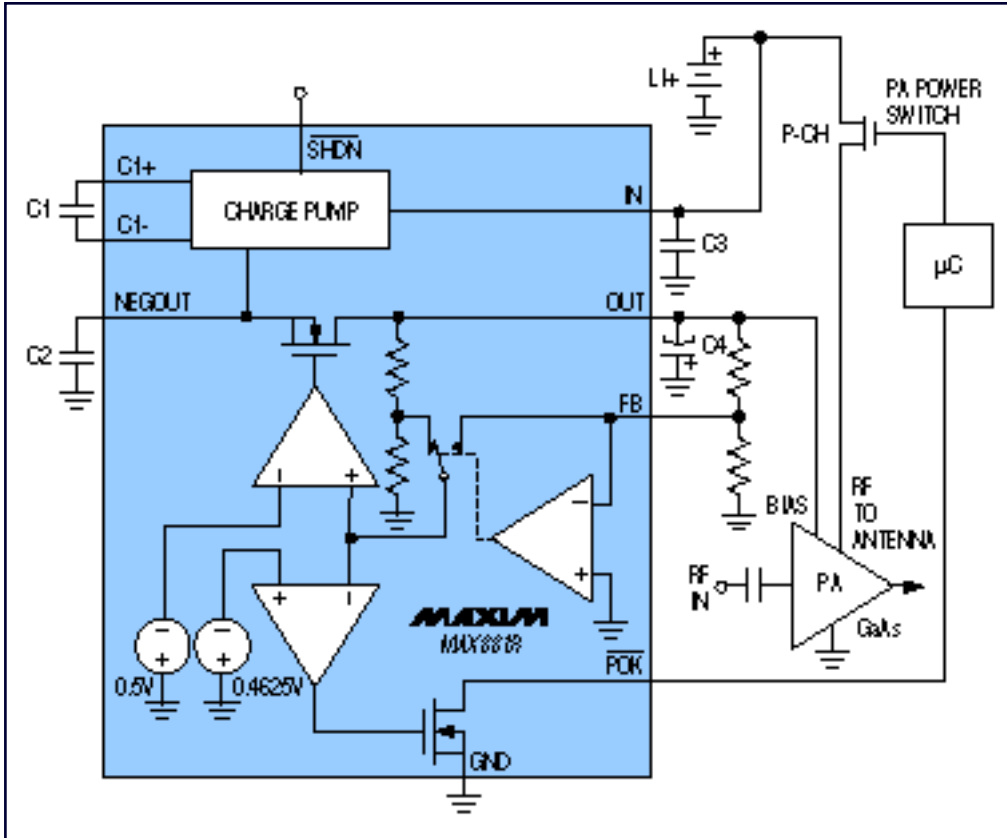 LI+
+
PA POWER
SWITCH
P-CH
SHDN
C1+
C1
C1-
CHARGE PUMP
IN
C3
µC
NEGOUT
OUT
C2
C4
+
FB
− +
−
+
BIAS
RF
TO
ANTENNA
RF
IN
PA
GaAs
− −
+ +
+ −
0.5V
0.4625V
MAXIM
MAX881R
POK
GND